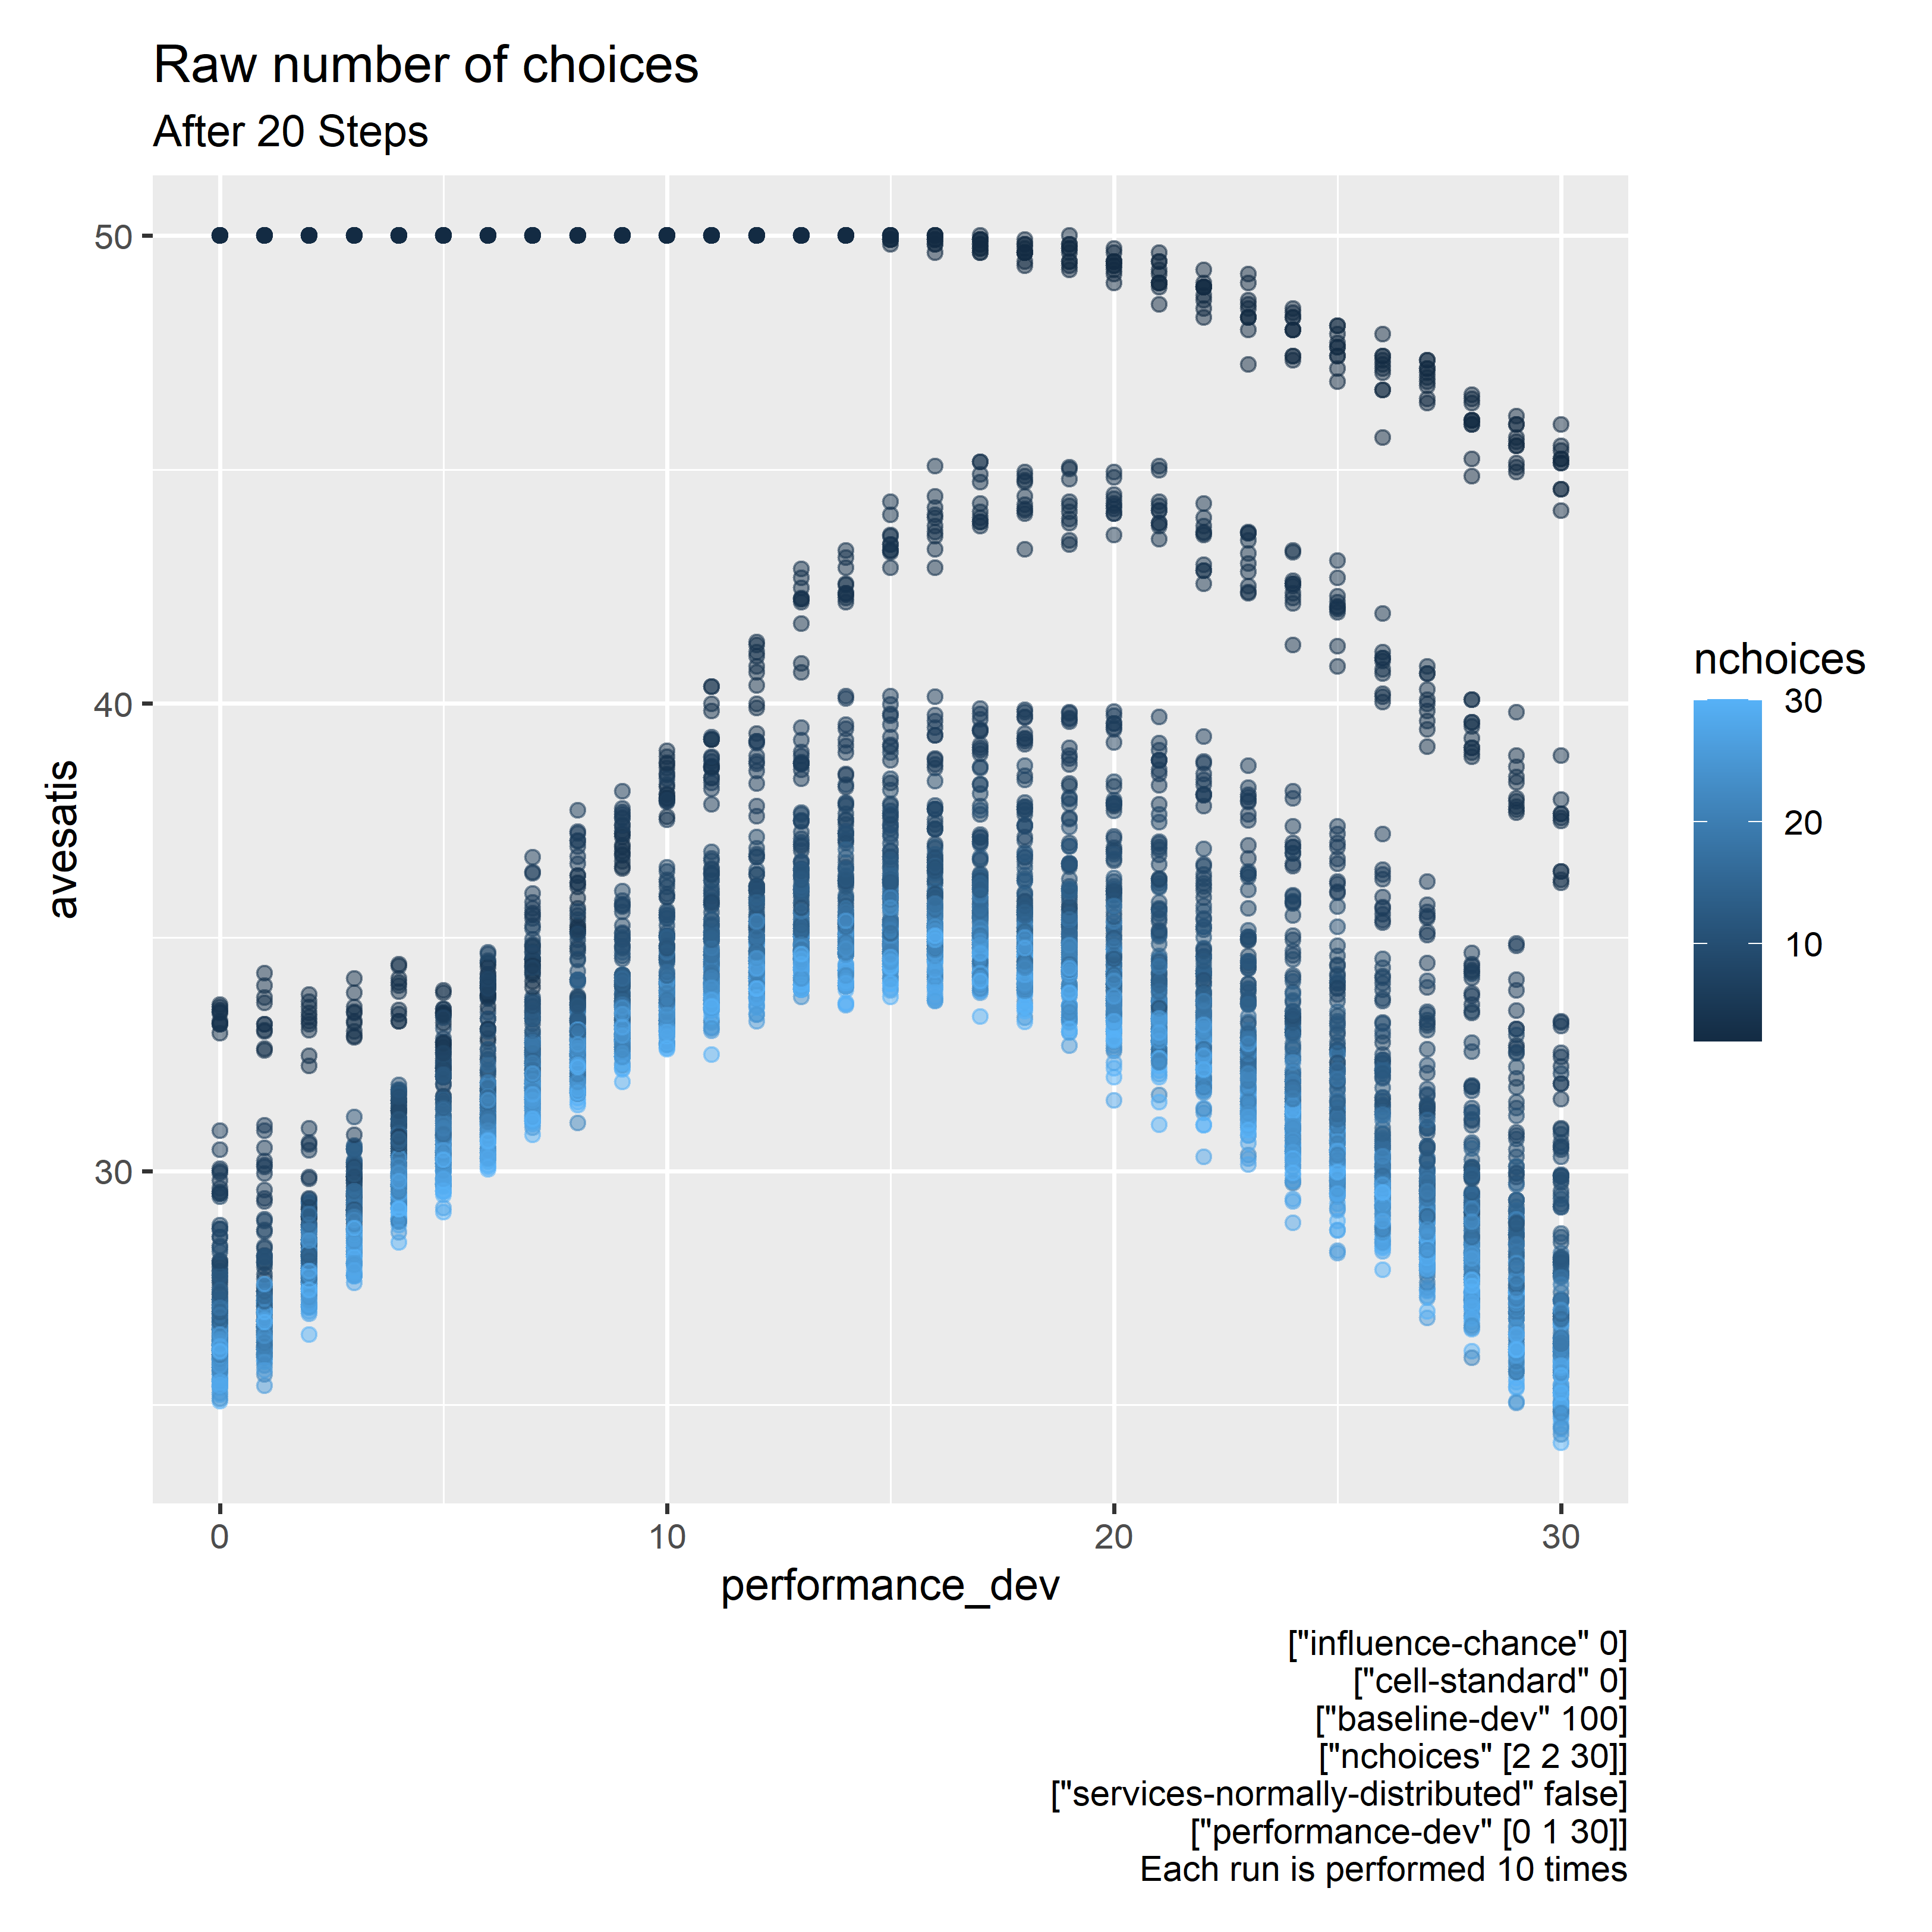 Raw number of choices
After 20 Steps
50
40
30
avesatis
0
10
20
30
performance_dev
nchoices
30
20
10
["influence-chance" 0]
["cell-standard" 0]
["baseline-dev" 100]
["nchoices" [2 2 30]]
["services-normally-distributed" false]
["performance-dev" [0 1 30]]
Each run is performed 10 times